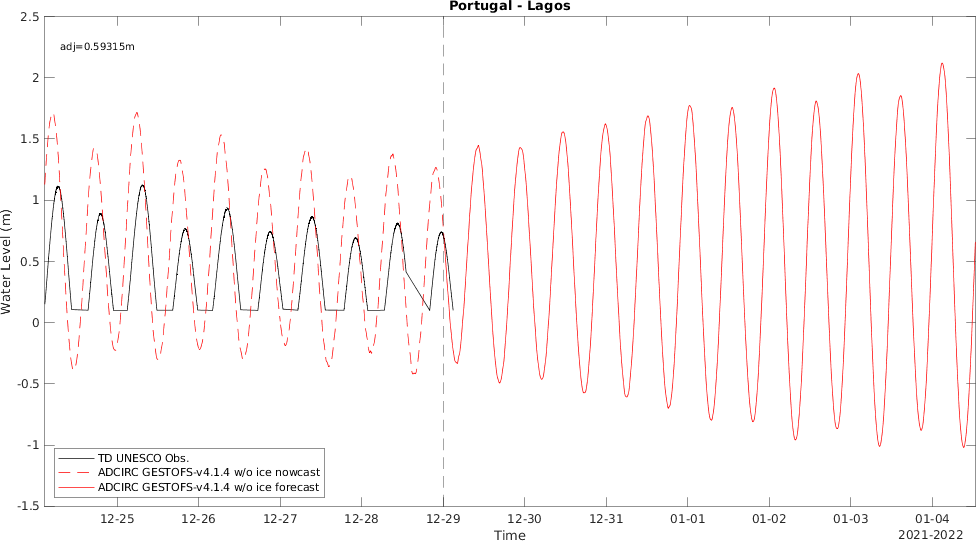 Portugal - Lagos
adj=0.59315m
Water Level (m)
2.5
2
1.5
1
0.5
0
-0.5
-1
-1.5
TD UNESCO Obs.
ADCIRC GESTOFS-v4.1.4 w/o ice nowcast
ADCIRC GESTOFS-v4.1.4 w/o ice forecast
12-25 12-26 12-27 12-28 12-29 12-30 12-31 01-01 01-02 01-03 01-04
Time
2021-2022